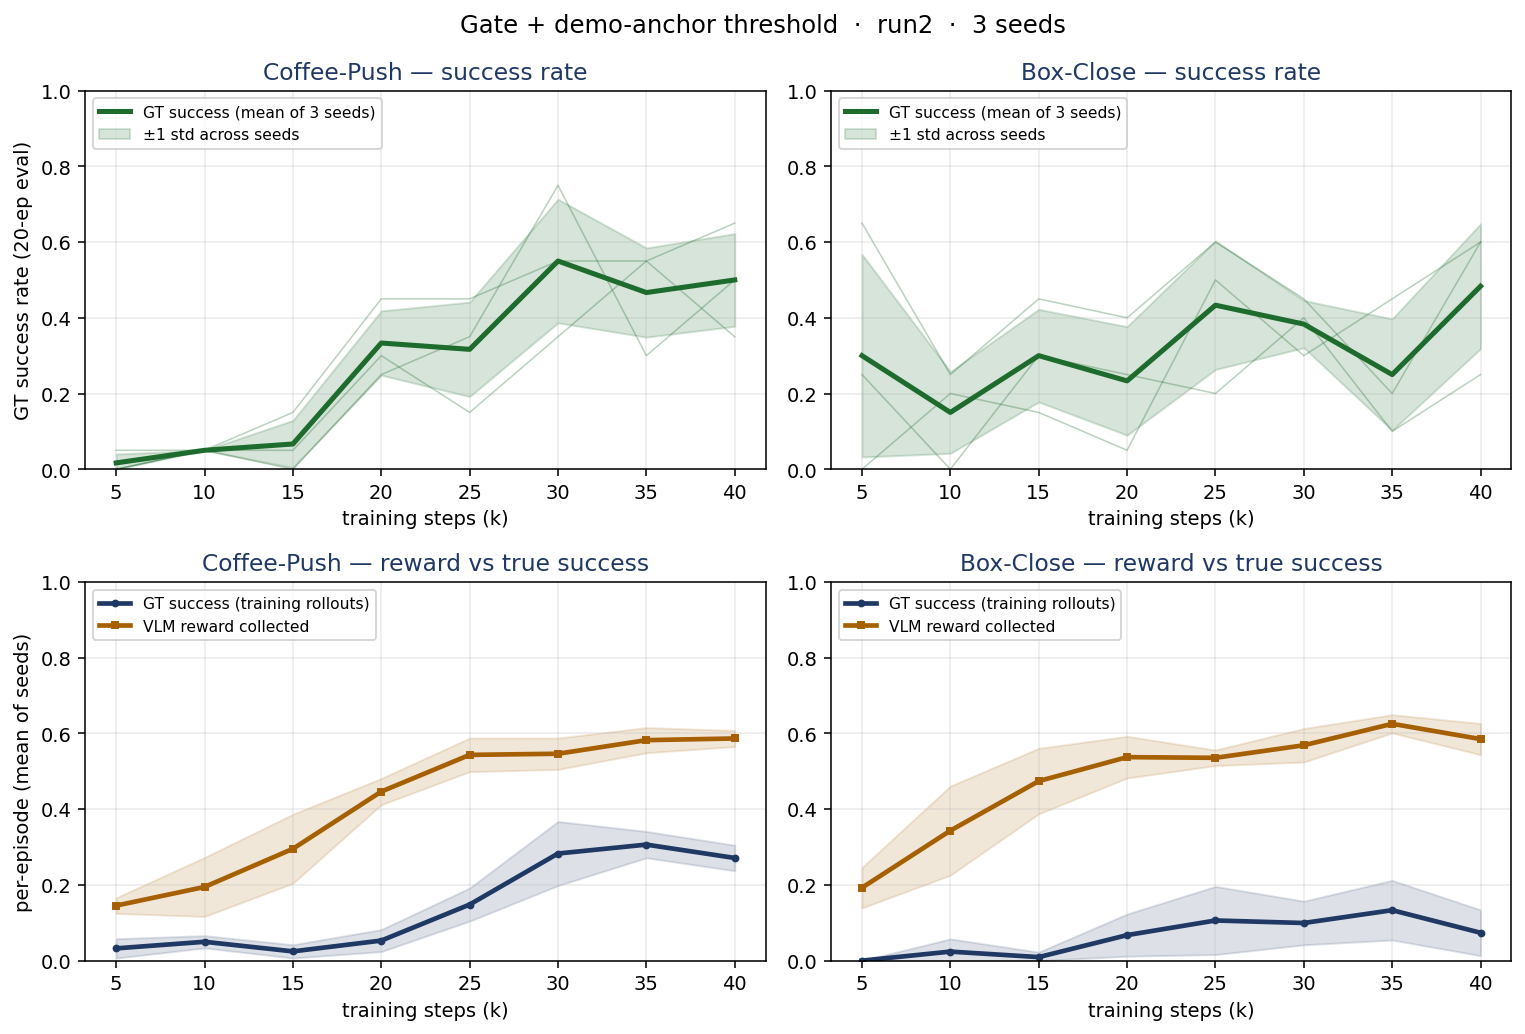 Gate + demo-anchor threshold · run2 · 3 seeds
Coffee-Push — success rate
GT success rate (20-ep eval)
1.0
0.8
0.6
0.4
0.2
0.0
GT success (mean of 3 seeds)
±1 std across seeds
5 10 15 20 25 30 35 40
training steps (k)
Box-Close — success rate
1.0
0.8
0.6
0.4
0.2
0.0
GT success (mean of 3 seeds)
±1 std across seeds
5 10 15 20 25 30 35 40
training steps (k)
Coffee-Push — reward vs true success
per-episode (mean of seeds)
1.0
0.8
0.6
0.4
0.2
0.0
GT success (training rollouts)
VLM reward collected
5 10 15 20 25 30 35 40
training steps (k)
Box-Close — reward vs true success
1.0
0.8
0.6
0.4
0.2
0.0
GT success (training rollouts)
VLM reward collected
5 10 15 20 25 30 35 40
training steps (k)